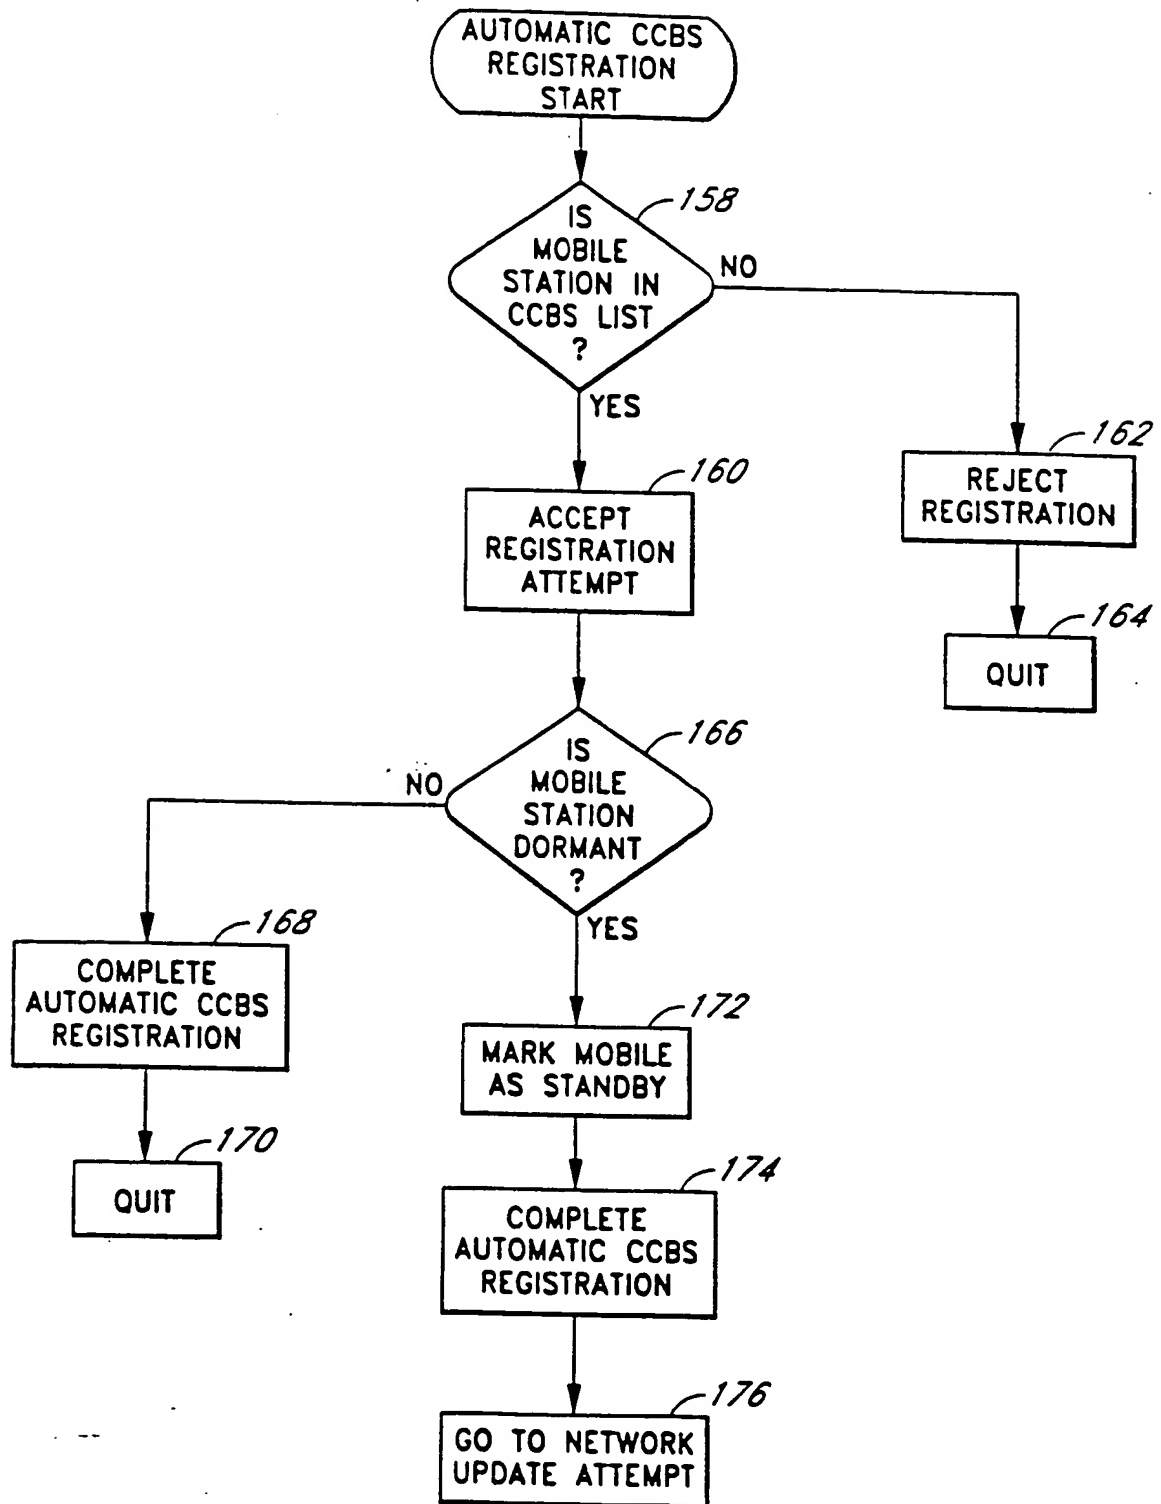 AUTOMATIC CCBS
REGISTRATION
START
158
IS
MOBILE
STATION IN
CCBS LIST
?
NO
YES
162
REJECT
REGISTRATION
160
ACCEPT
REGISTRATION
ATTEMPT
164
QUIT
166
IS
MOBILE
STATION
DORMANT
?
NO
YES
168
COMPLETE
AUTOMATIC CCBS
REGISTRATION
172
MARK MOBILE
AS STANDBY
170
QUIT
174
COMPLETE
AUTOMATIC CCBS
REGISTRATION
176
GO TO NETWORK
UPDATE ATTEMPT